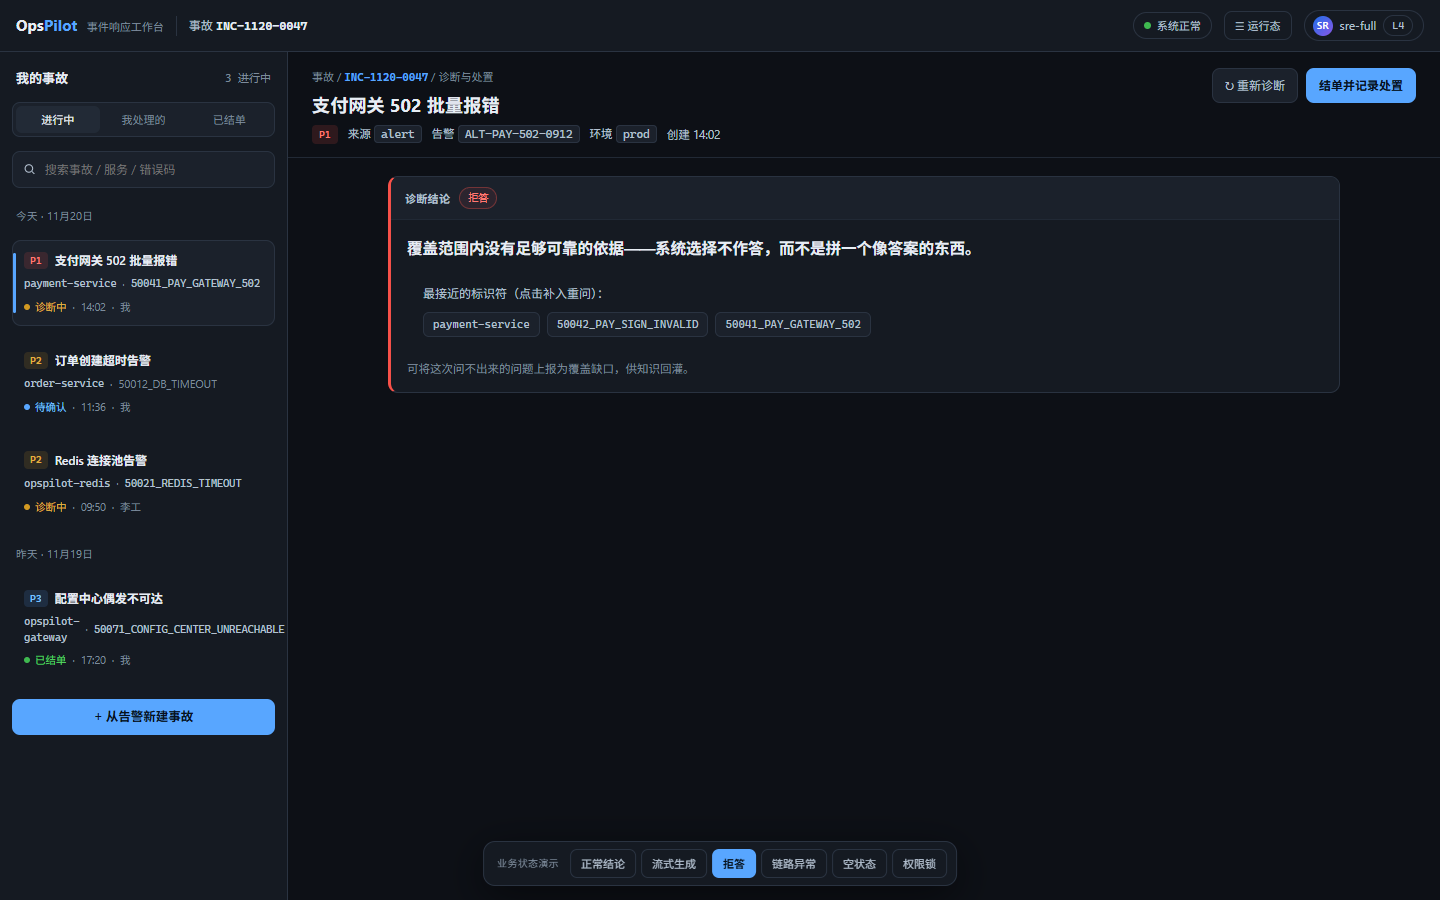 OpsPilot 事件响应工作台 事故 INC-1120-0047
系统正常 ☰ 运行态 SR sre-full L4
我的事故 3 进行中
进行中 我处理的 已结单
搜索事故 / 服务 / 错误码
今天 · 11月20日
P1 支付网关 502 批量报错
payment-service · 50041_PAY_GATEWAY_502
诊断中 · 14:02 · 我
P2 订单创建超时告警
order-service · 50012_DB_TIMEOUT
待确认 · 11:36 · 我
P2 Redis 连接池告警
opspilot-redis · 50021_REDIS_TIMEOUT
诊断中 · 09:50 · 李工
昨天 · 11月19日
P3 配置中心偶发不可达
opspilot-
gateway · 50071_CONFIG_CENTER_UNREACHABLE
已结单 · 17:20 · 我
+ 从告警新建事故
事故 / INC-1120-0047 / 诊断与处置
支付网关 502 批量报错
P1 来源 alert 告警 ALT-PAY-502-0912 环境 prod 创建 14:02
↻ 重新诊断 结单并记录处置
诊断结论 拒答
覆盖范围内没有足够可靠的依据——系统选择不作答，而不是拼一个像答案的东西。
最接近的标识符（点击补入重问）：
payment-service 50042_PAY_SIGN_INVALID 50041_PAY_GATEWAY_502
可将这次问不出来的问题上报为覆盖缺口，供知识回灌。
业务状态演示 正常结论 流式生成 拒答 链路异常 空状态 权限锁